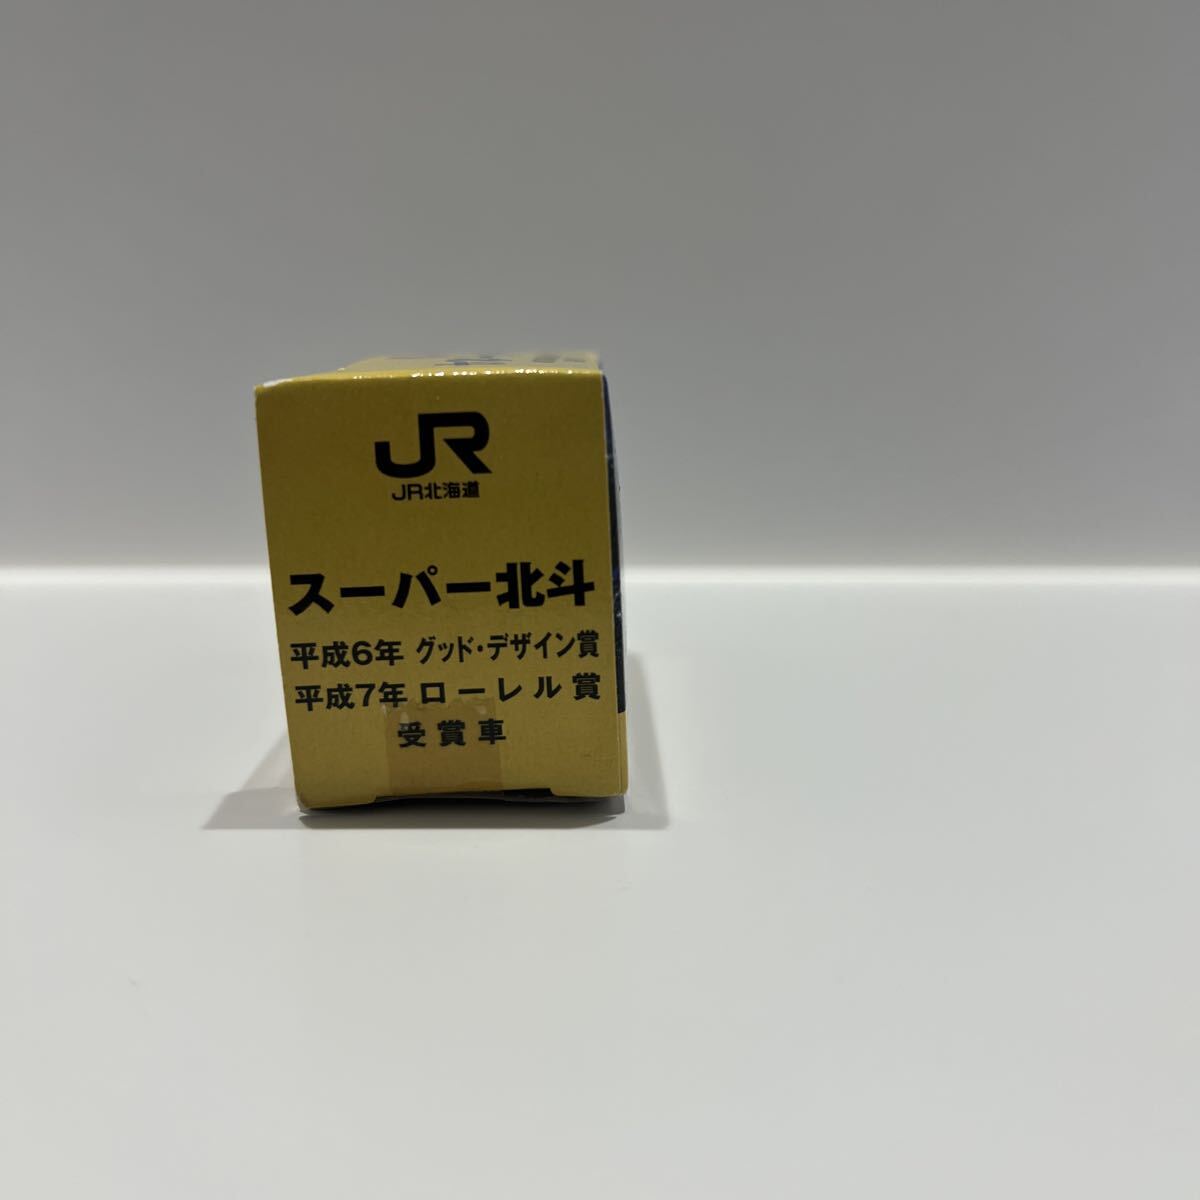 JR
JR北海道
スーパー北斗
平成6年 グッド・デザイン賞
平成7年 ローレル賞
受賞車